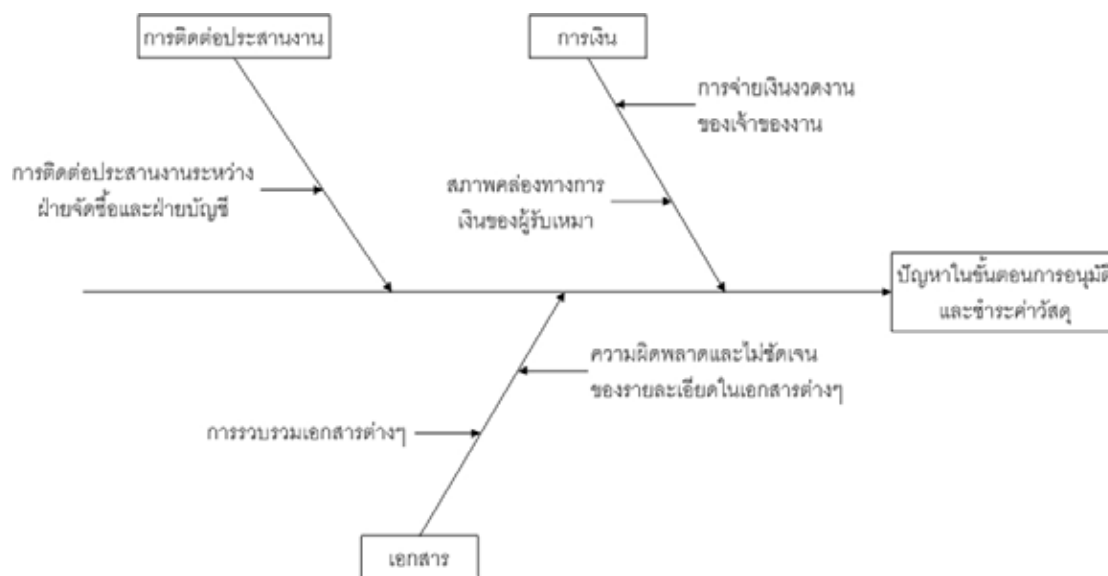 การติดต่อประสานงาน
การเงิน
การจ่ายเงินงวดงาน
ของเจ้าของงาน
การติดต่อประสานงานระหว่าง
ฝ่ายจัดซื้อและฝ่ายบัญชี
สภาพคล่องทางการ
เงินของผู้รับเหมา
ปัญหาในขั้นตอนการอนุมัติ
และชำระค่าวัสดุ
ความผิดพลาดและไม่ชัดเจน
ของรายละเอียดในเอกสารต่างๆ
การรวบรวมเอกสารต่างๆ
เอกสาร